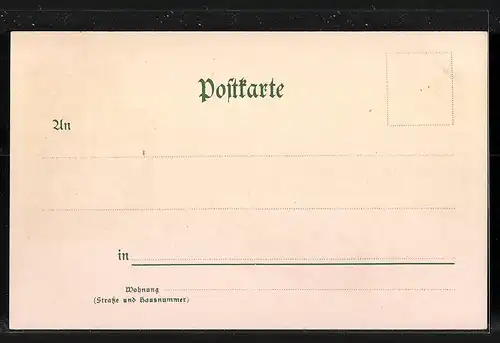 Poſtkarte
An
in
Wohnung
(Straße und Hausnummer)